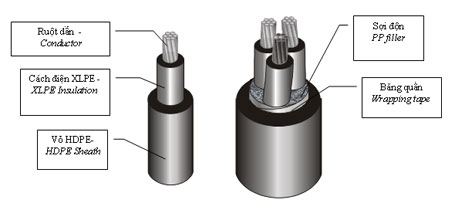 Ruột dẫn -
Conductor
Cách điện XLPE -
XLPE Insulation
Vỏ HDPE-
HDPE Sheath
Sợi độn
PP filler
Băng quấn
Wrapping tape